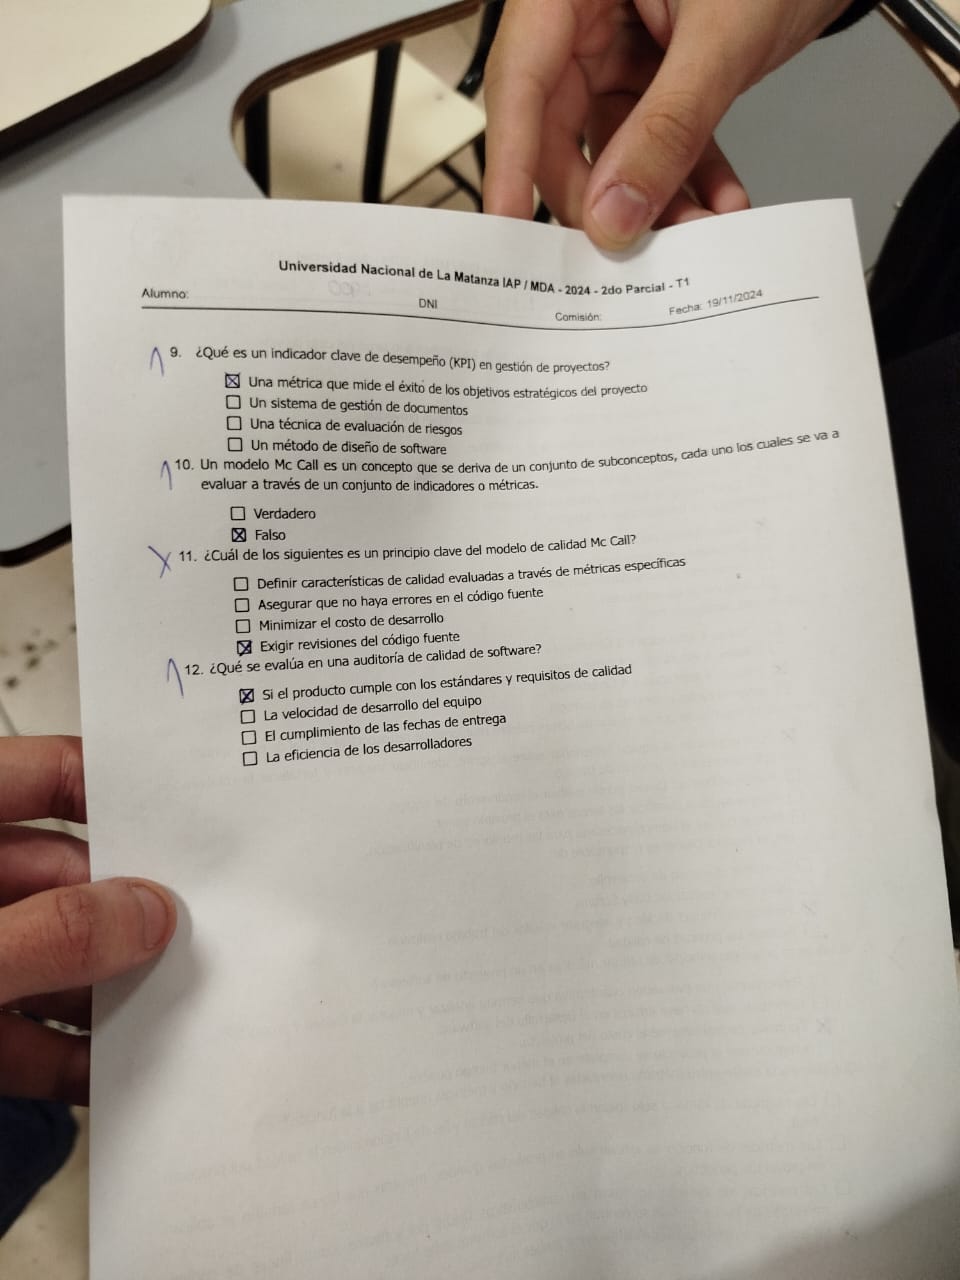 Universidad Nacional de La Matanza IAP / MDA - 2024 - 2do Parcial - T1
Alumno:
DNI
Comisión:
Fecha: 19/11/2024
9. ¿Qué es un indicador clave de desempeño (KPI) en gestión de proyectos?
Una métrica que mide el éxito de los objetivos estratégicos del proyecto
Un sistema de gestión de documentos
Una técnica de evaluación de riesgos
Un método de diseño de software
10. Un modelo Mc Call es un concepto que se deriva de un conjunto de subconceptos, cada uno los cuales se va a
evaluar a través de un conjunto de indicadores o métricas.
Verdadero
Falso
11. ¿Cuál de los siguientes es un principio clave del modelo de calidad Mc Call?
Definir características de calidad evaluadas a través de métricas específicas
Asegurar que no haya errores en el código fuente
Minimizar el costo de desarrollo
Exigir revisiones del código fuente
12. ¿Qué se evalúa en una auditoría de calidad de software?
Si el producto cumple con los estándares y requisitos de calidad
La velocidad de desarrollo del equipo
El cumplimiento de las fechas de entrega
La eficiencia de los desarrolladores